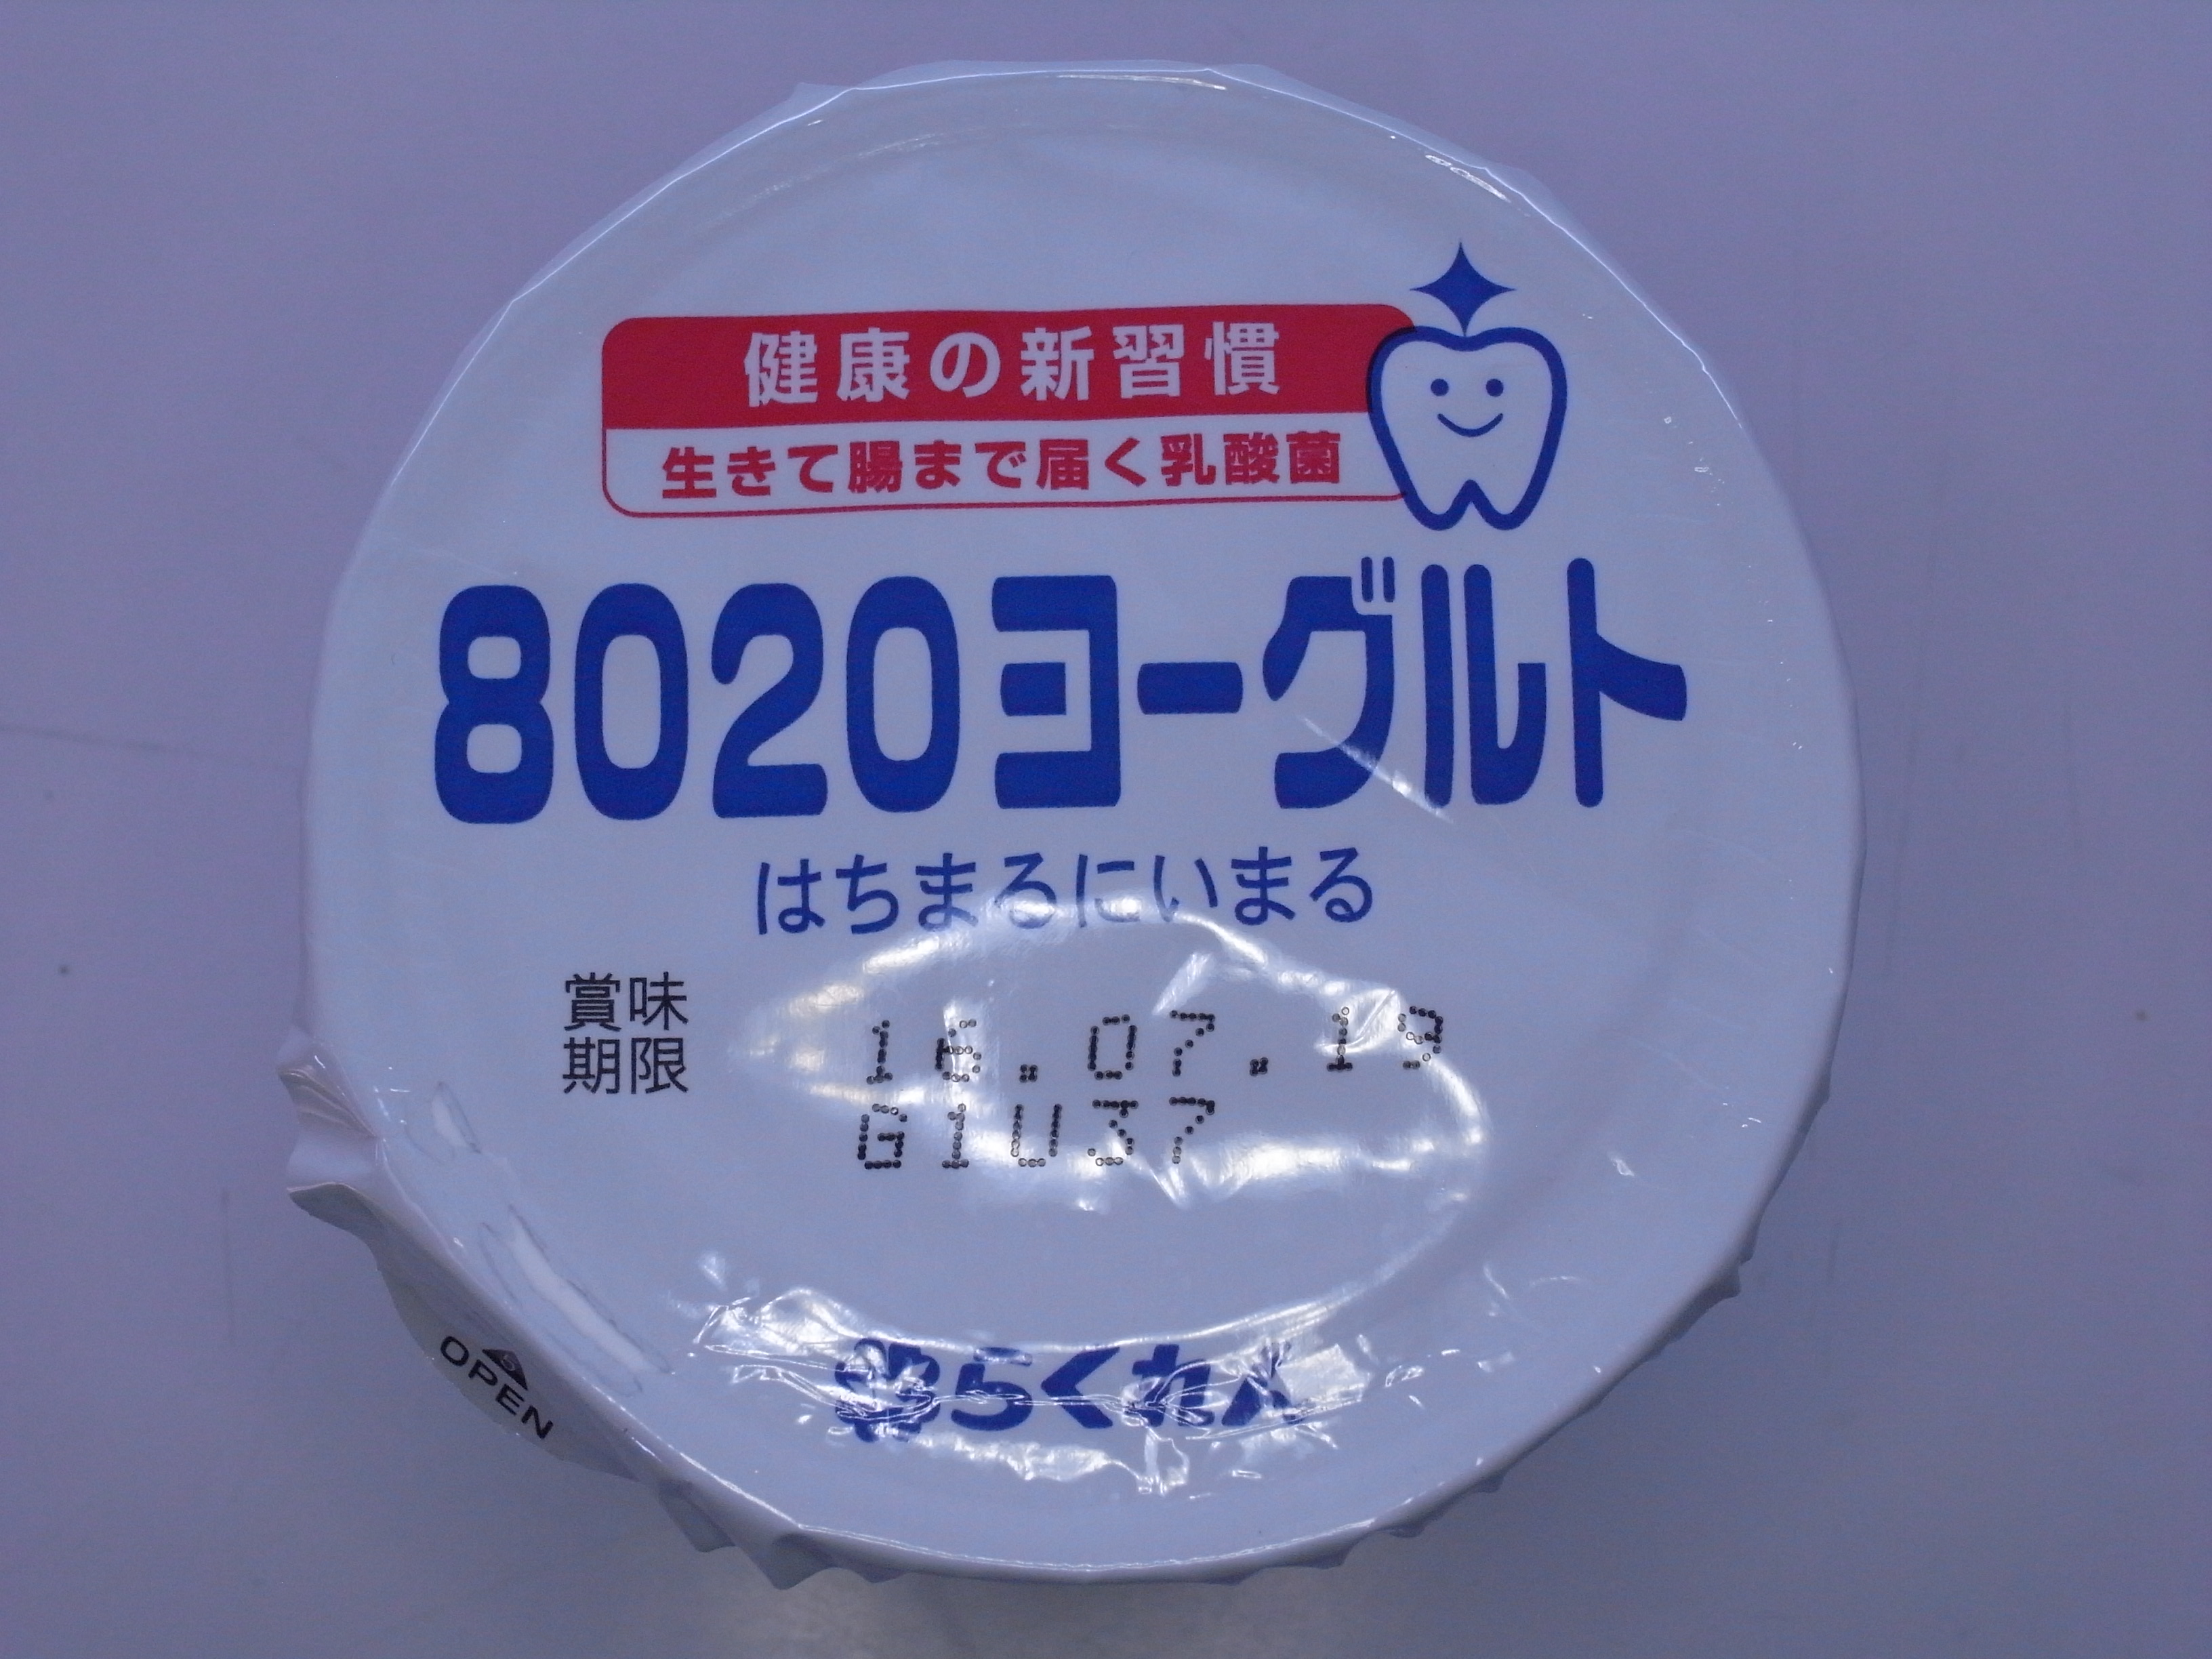 健康の新習慣
生きて腸まで届く乳酸菌
8020ヨーグルト
はちまるにいまる
賞味
期限
16.07.19
G1U37
らくれん
OPEN